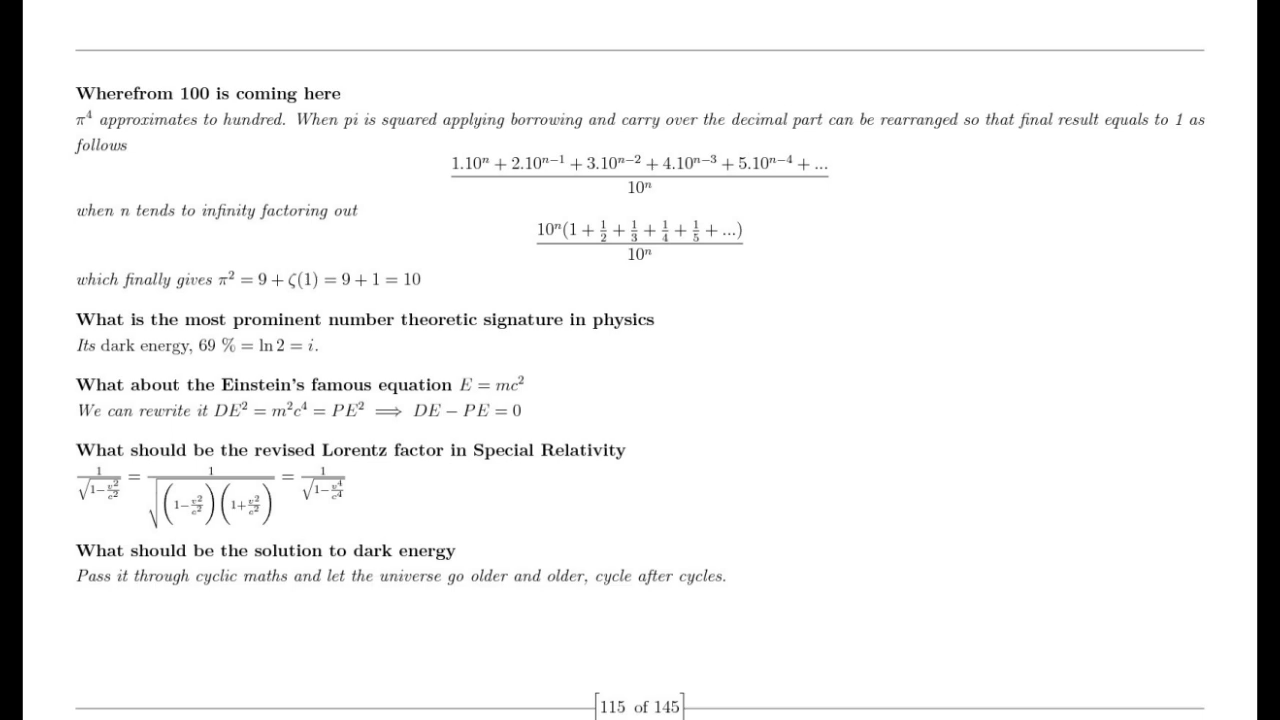 Wherefrom 100 is coming here
π⁴ approximates to hundred. When pi is squared applying borrowing and carry over the decimal part can be rearranged so that final result equals to 1 as
follows
1.10ⁿ + 2.10ⁿ⁻¹ + 3.10ⁿ⁻² + 4.10ⁿ⁻³ + 5.10ⁿ⁻⁴ + ...
10ⁿ
when n tends to infinity factoring out
10ⁿ(1 + 1/2 + 1/3 + 1/4 + 1/5 + ...)
10ⁿ
which finally gives π² = 9 + ζ(1) = 9 + 1 = 10
What is the most prominent number theoretic signature in physics
Its dark energy, 69 % = ln 2 = i.
What about the Einstein's famous equation E = mc²
We can rewrite it DE² = m²c⁴ = PE² ⟹ DE − PE = 0
What should be the revised Lorentz factor in Special Relativity
1/√(1−v²/c²) = 1/√((1−v²/c²)(1+v²/c²)) = 1/√(1−v⁴/c⁴)
What should be the solution to dark energy
Pass it through cyclic maths and let the universe go older and older, cycle after cycles.
[115 of 145]